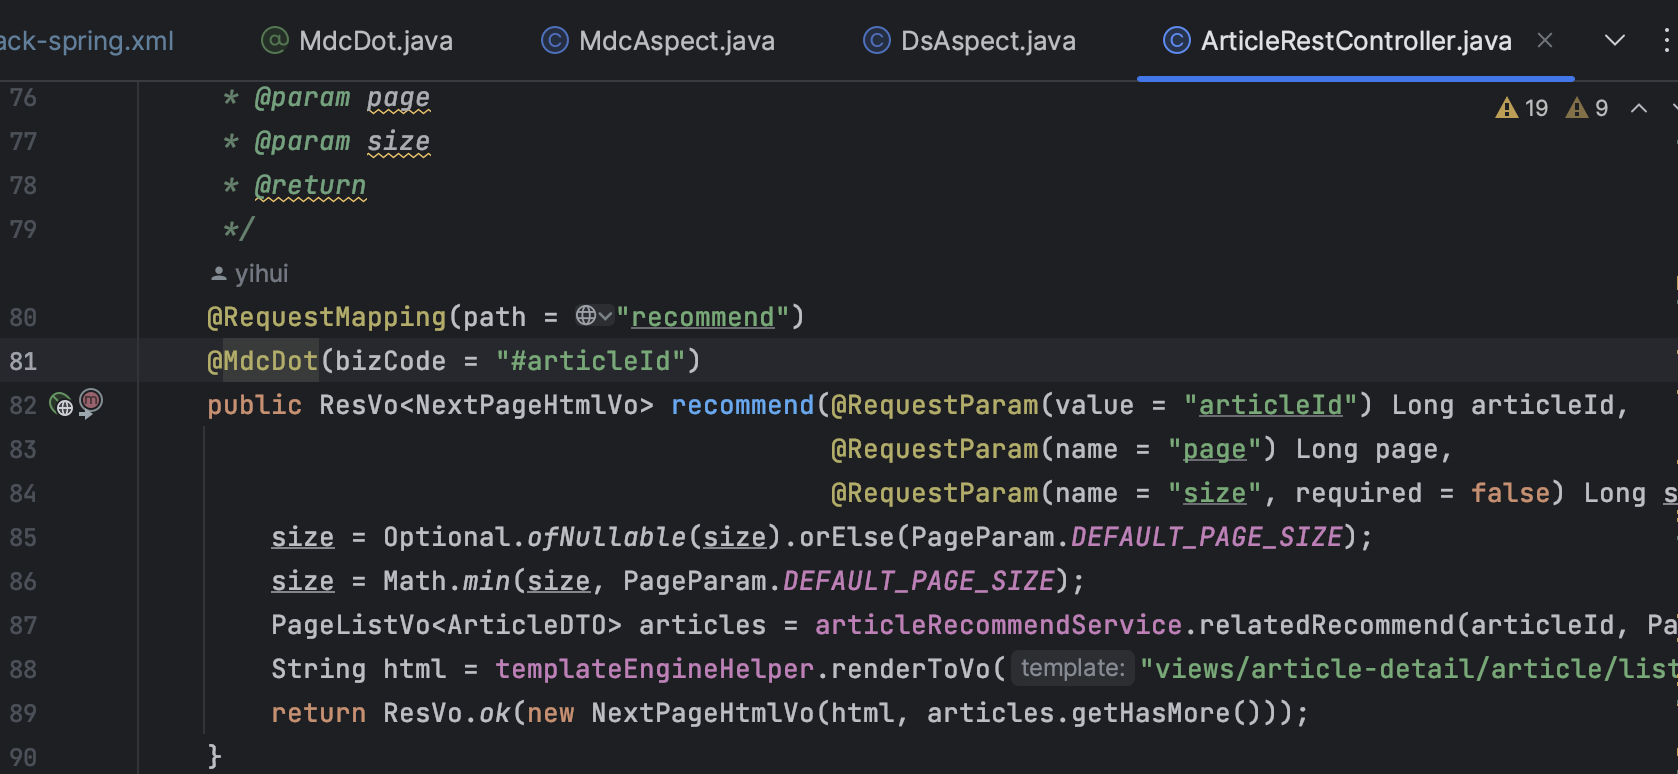 ack-spring.xml MdcDot.java MdcAspect.java DsAspect.java ArticleRestController.java
19 9
76 * @param page
77 * @param size
78 * @return
79 */
yihui
80 @RequestMapping(path = "recommend")
81 @MdcDot(bizCode = "#articleId")
82 public ResVo<NextPageHtmlVo> recommend(@RequestParam(value = "articleId") Long articleId,
83 @RequestParam(name = "page") Long page,
84 @RequestParam(name = "size", required = false) Long s
85 size = Optional.ofNullable(size).orElse(PageParam.DEFAULT_PAGE_SIZE);
86 size = Math.min(size, PageParam.DEFAULT_PAGE_SIZE);
87 PageListVo<ArticleDTO> articles = articleRecommendService.relatedRecommend(articleId, Pa
88 String html = templateEngineHelper.renderToVo( template: "views/article-detail/article/list
89 return ResVo.ok(new NextPageHtmlVo(html, articles.getHasMore()));
90 }